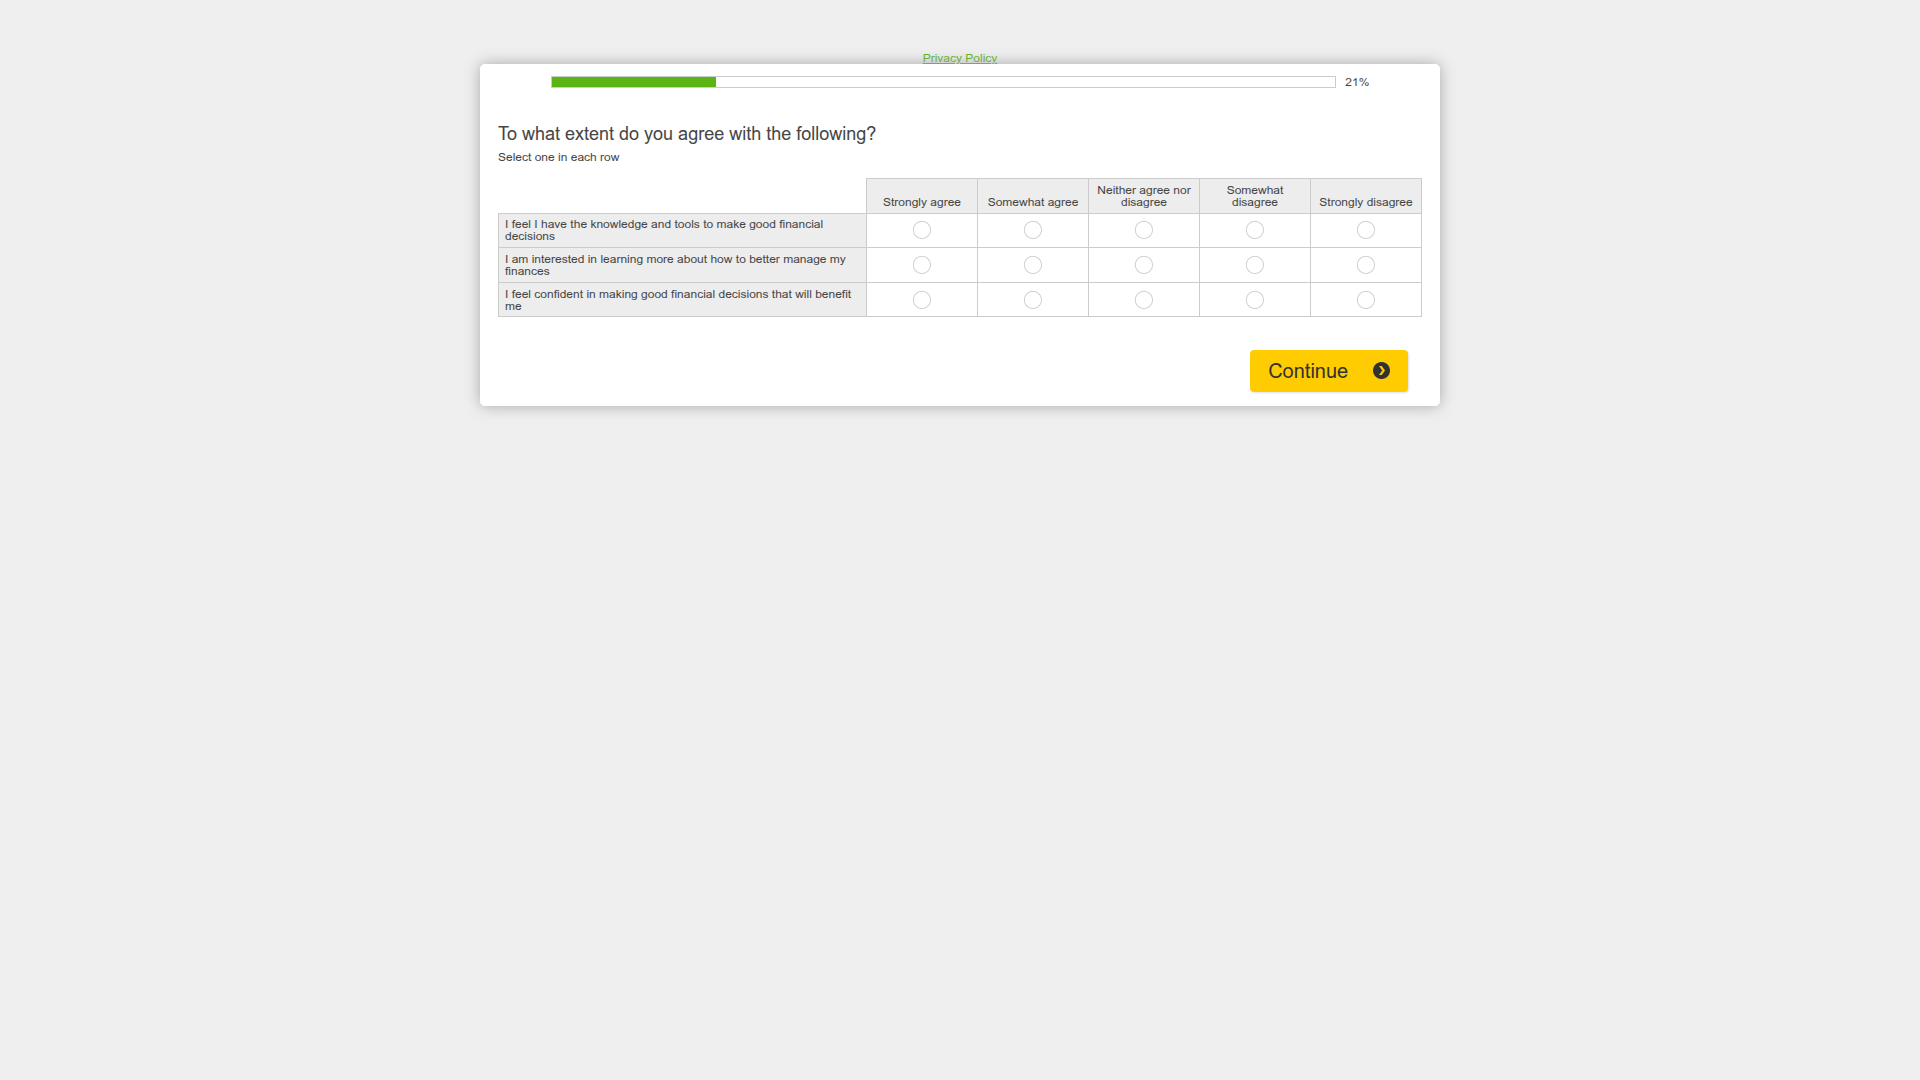 Privacy Policy
21%
To what extent do you agree with the following?
Select one in each row
Strongly agree
Somewhat agree
Neither agree nor
disagree
Somewhat
disagree
Strongly disagree
I feel I have the knowledge and tools to make good financial
decisions
I am interested in learning more about how to better manage my
finances
I feel confident in making good financial decisions that will benefit
me
Continue